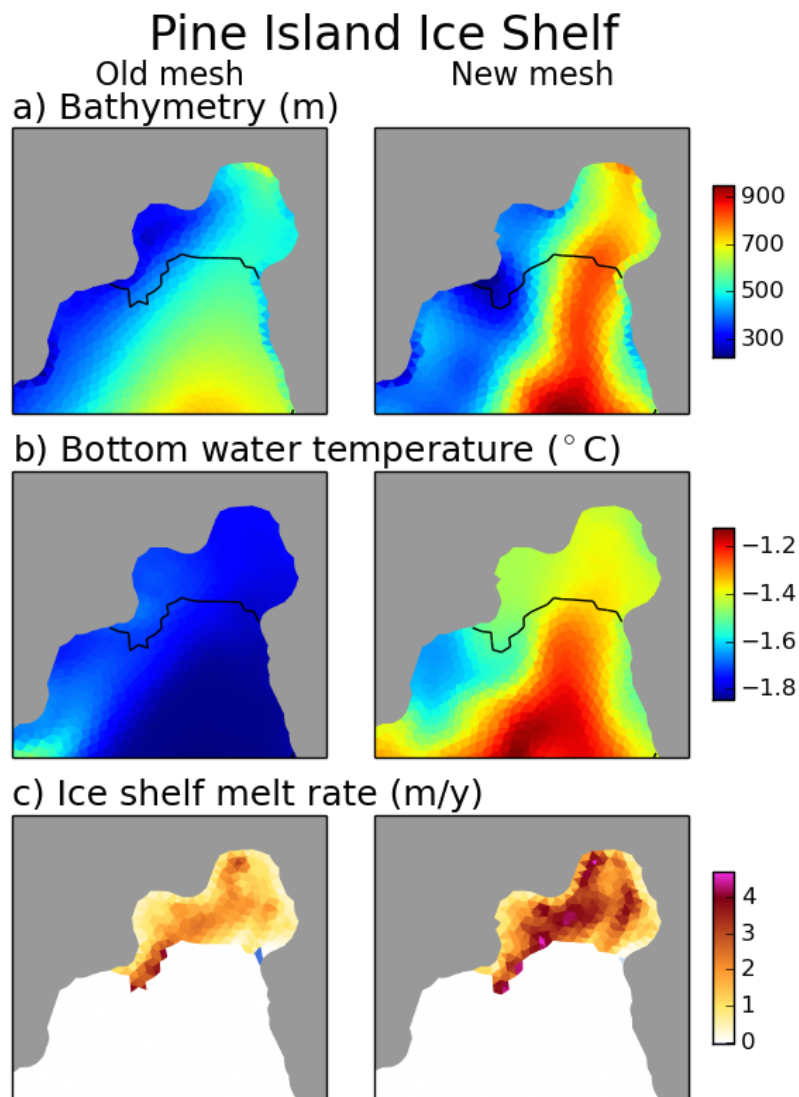 Pine Island Ice Shelf
Old mesh New mesh
a) Bathymetry (m)
900
700
500
300
b) Bottom water temperature (°C)
−1.2
−1.4
−1.6
−1.8
c) Ice shelf melt rate (m/y)
4
3
2
1
0